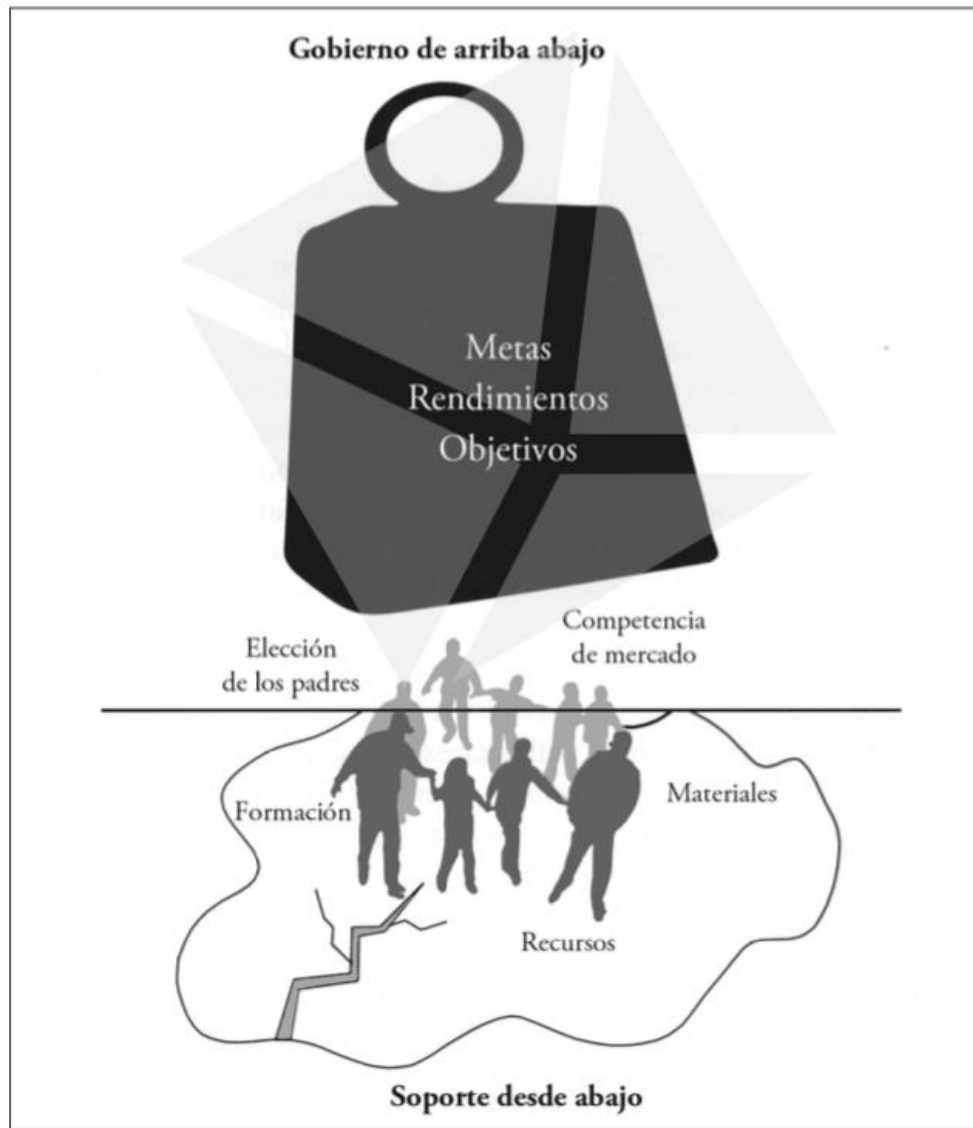 Gobierno de arriba abajo
Metas
Rendimientos
Objetivos
Elección
de los padres
Competencia
de mercado
Formación
Materiales
Recursos
Soporte desde abajo